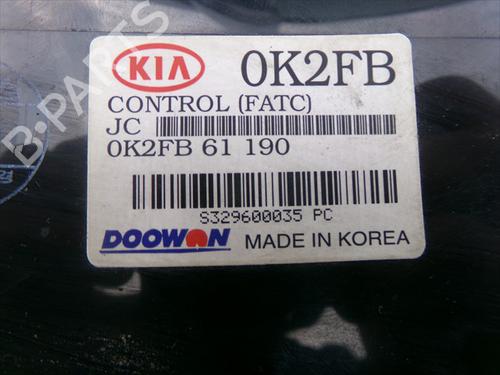 KIA 0K2FB
CONTROL (FATC)
JC
0K2FB 61 190
S329600035 PC
DOOWON MADE IN KOREA
B-PARTS